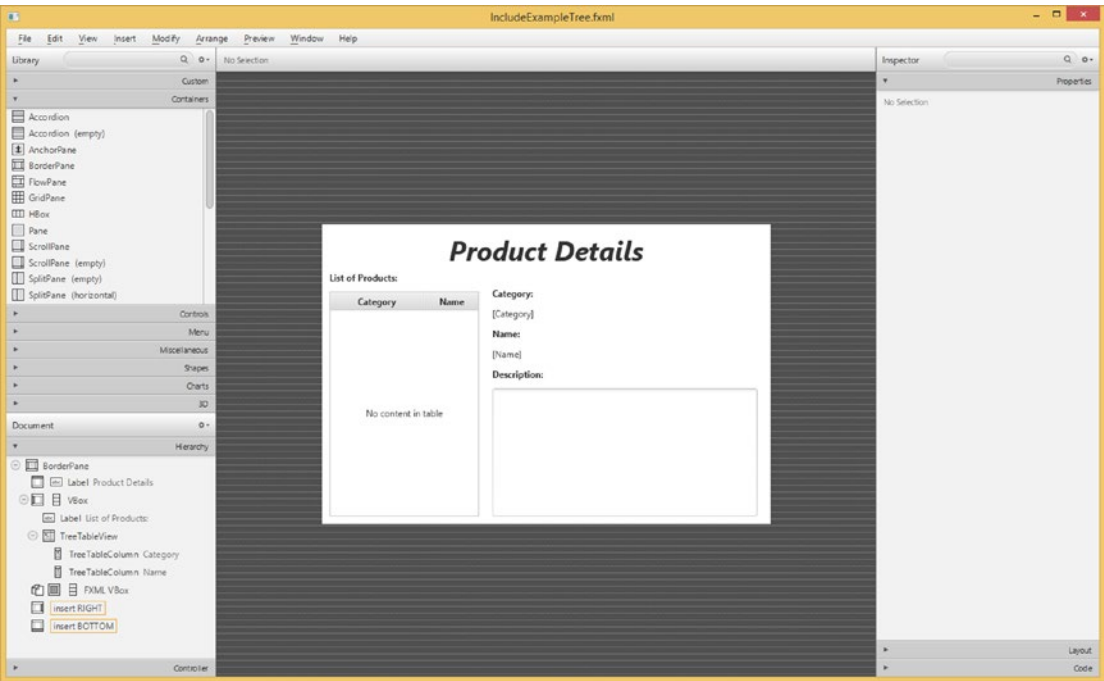 IncludeExampleTree.fxml
File Edit View Insert Modify Arrange Preview Window Help
Library
No Selection
Inspector
Custom
Properties
Containers
No Selection
Accordion
Accordion (empty)
AnchorPane
BorderPane
FlowPane
GridPane
HBox
Pane
ScrollPane
ScrollPane (empty)
SplitPane (empty)
SplitPane (horizontal)
Controls
Menu
Miscellaneous
Shapes
Charts
3D
Document
Hierarchy
BorderPane
abc Label Product Details
VBox
abc Label List of Products:
TreeTableView
TreeTableColumn Category
TreeTableColumn Name
FXML VBox
insert RIGHT
insert BOTTOM
Controller
Product Details
List of Products:
Category Name
No content in table
Category:
[Category]
Name:
[Name]
Description:
Layout
Code